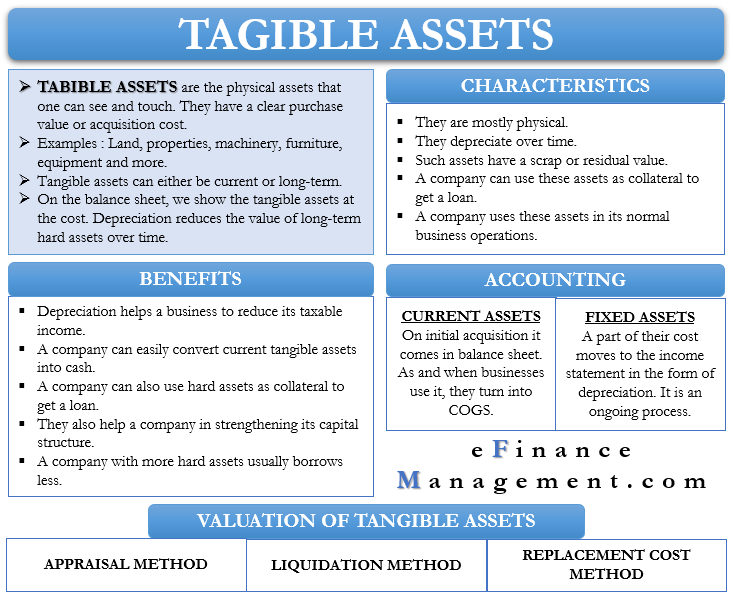 TAGIBLE ASSETS
TABIBLE ASSETS are the physical assets that
one can see and touch. They have a clear purchase
value or acquisition cost.
Examples : Land, properties, machinery, furniture,
equipment and more.
Tangible assets can either be current or long-term.
On the balance sheet, we show the tangible assets at
the cost. Depreciation reduces the value of long-term
hard assets over time.
CHARACTERISTICS
They are mostly physical.
They depreciate over time.
Such assets have a scrap or residual value.
A company can use these assets as collateral to
get a loan.
A company uses these assets in its normal
business operations.
BENEFITS
Depreciation helps a business to reduce its taxable
income.
A company can easily convert current tangible assets
into cash.
A company can also use hard assets as collateral to
get a loan.
They also help a company in strengthening its capital
structure.
A company with more hard assets usually borrows
less.
ACCOUNTING
CURRENT ASSETS
On initial acquisition it
comes in balance sheet.
As and when businesses
use it, they turn into
COGS.
FIXED ASSETS
A part of their cost
moves to the income
statement in the form of
depreciation. It is an
ongoing process.
eFinance
Management.com
VALUATION OF TANGIBLE ASSETS
APPRAISAL METHOD
LIQUIDATION METHOD
REPLACEMENT COST
METHOD